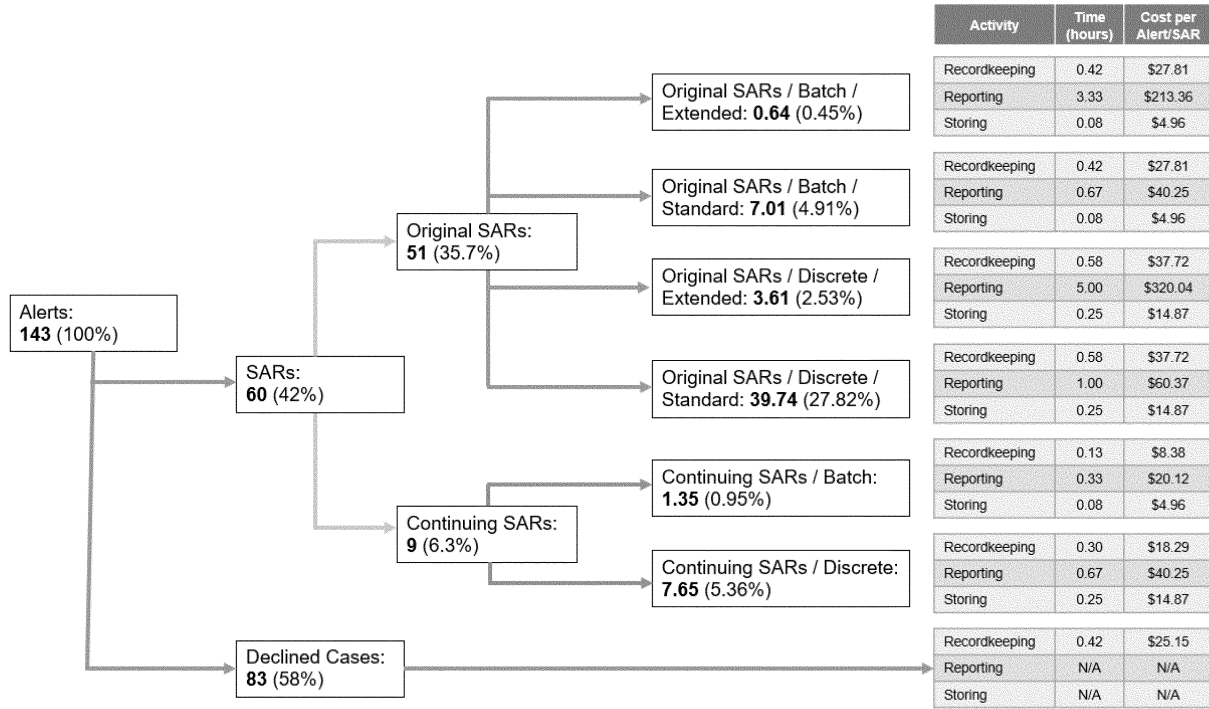 Activity Time (hours) Cost per Alert/SAR
Alerts:
143 (100%)
SARs:
60 (42%)
Declined Cases:
83 (58%)
Original SARs:
51 (35.7%)
Continuing SARs:
9 (6.3%)
Original SARs / Batch /
Extended: 0.64 (0.45%)
Recordkeeping 0.42 $27.81
Reporting 3.33 $213.36
Storing 0.08 $4.96
Original SARs / Batch /
Standard: 7.01 (4.91%)
Recordkeeping 0.42 $27.81
Reporting 0.67 $40.25
Storing 0.08 $4.96
Original SARs / Discrete /
Extended: 3.61 (2.53%)
Recordkeeping 0.58 $37.72
Reporting 5.00 $320.04
Storing 0.25 $14.87
Original SARs / Discrete /
Standard: 39.74 (27.82%)
Recordkeeping 0.58 $37.72
Reporting 1.00 $60.37
Storing 0.25 $14.87
Continuing SARs / Batch:
1.35 (0.95%)
Recordkeeping 0.13 $8.38
Reporting 0.33 $20.12
Storing 0.08 $4.96
Continuing SARs / Discrete:
7.65 (5.36%)
Recordkeeping 0.30 $18.29
Reporting 0.67 $40.25
Storing 0.25 $14.87
Recordkeeping 0.42 $25.15
Reporting N/A N/A
Storing N/A N/A